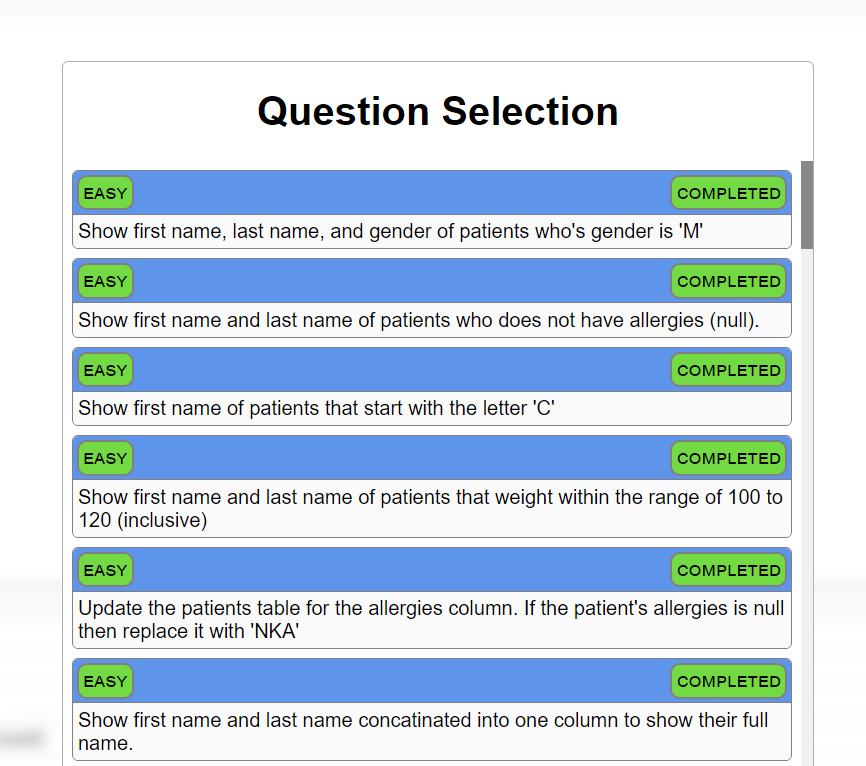 Question Selection
EASY COMPLETED
Show first name, last name, and gender of patients who's gender is 'M'
EASY COMPLETED
Show first name and last name of patients who does not have allergies (null).
EASY COMPLETED
Show first name of patients that start with the letter 'C'
EASY COMPLETED
Show first name and last name of patients that weight within the range of 100 to
120 (inclusive)
EASY COMPLETED
Update the patients table for the allergies column. If the patient's allergies is null
then replace it with 'NKA'
EASY COMPLETED
Show first name and last name concatinated into one column to show their full
name.